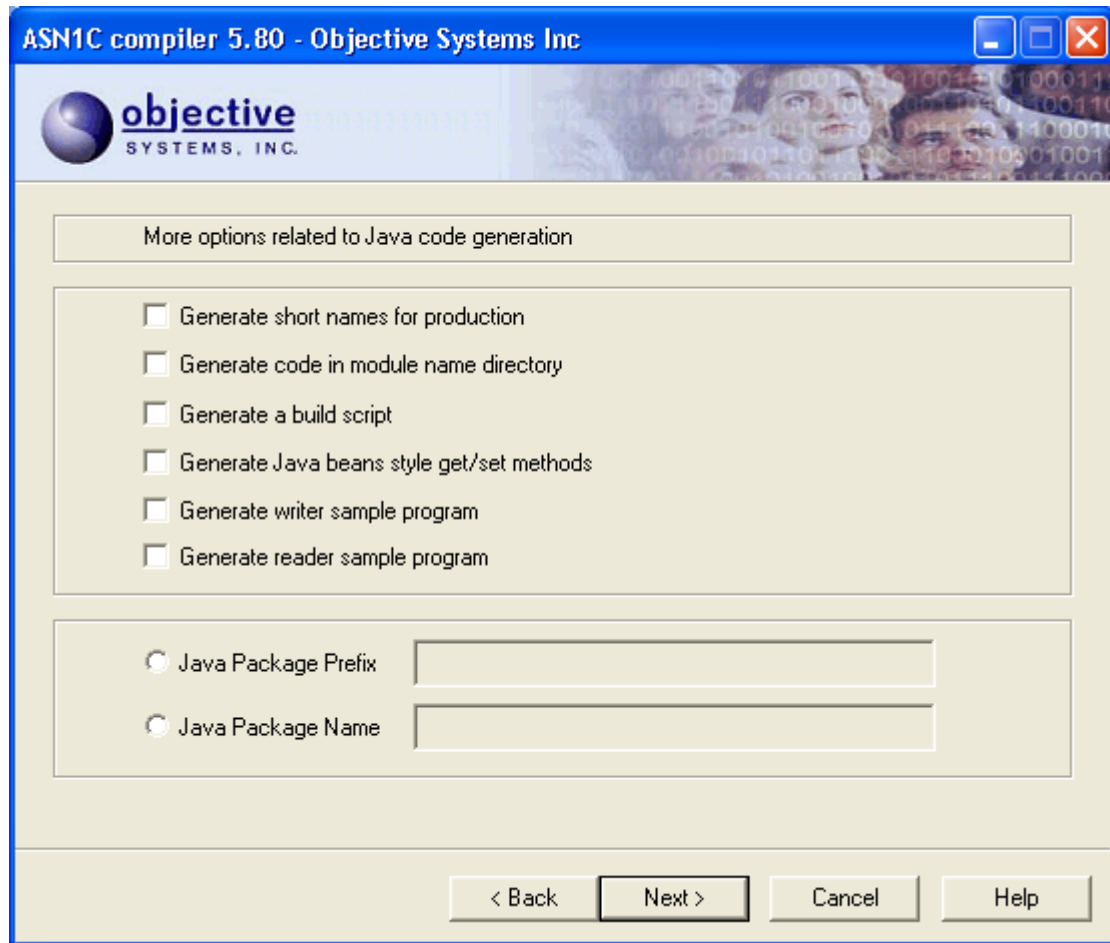 ASN1C compiler 5.80 - Objective Systems Inc
objective
SYSTEMS, INC.
More options related to Java code generation
Generate short names for production
Generate code in module name directory
Generate a build script
Generate Java beans style get/set methods
Generate writer sample program
Generate reader sample program
Java Package Prefix
Java Package Name
< Back
Next >
Cancel
Help